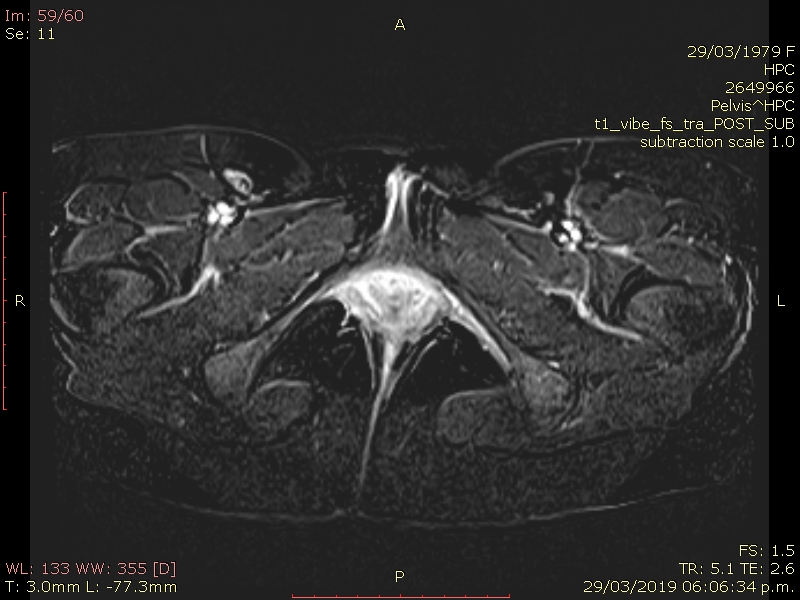 Im: 59/60
Se: 11
A
29/03/1979 F
HPC
2649966
Pelvis^HPC
t1_vibe_fs_tra_POST_SUB
subtraction scale 1.0
R
L
WL: 133 WW: 355 [D]
T: 3.0mm L: -77.3mm
P
FS: 1.5
TR: 5.1 TE: 2.6
29/03/2019 06:06:34 p.m.